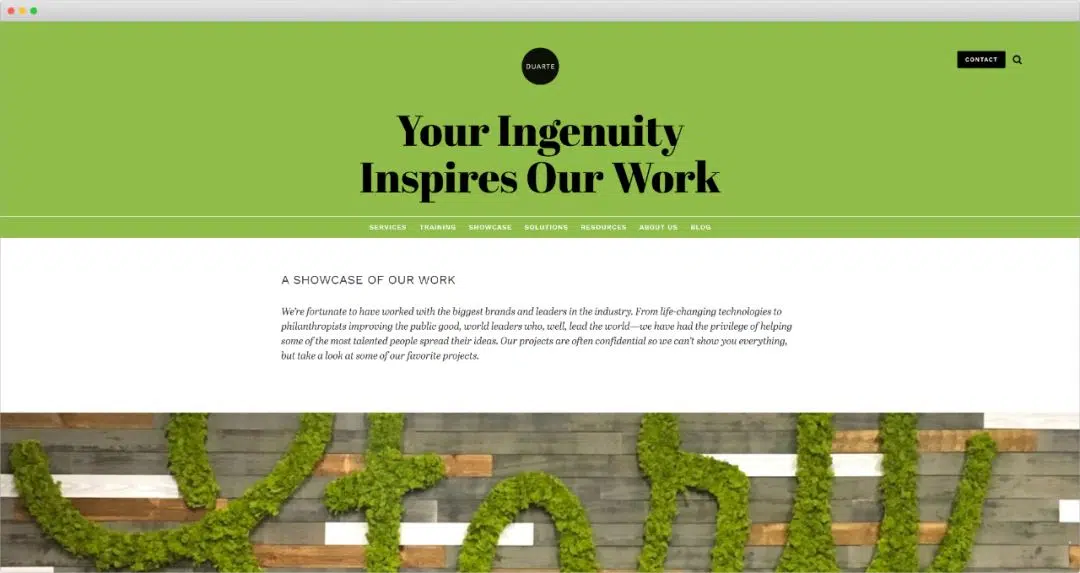 DUARTE
CONTACT
Your Ingenuity
Inspires Our Work
SERVICES TRAINING SHOWCASE SOLUTIONS RESOURCES ABOUT US BLOG
A SHOWCASE OF OUR WORK
We're fortunate to have worked with the biggest brands and leaders in the industry. From life-changing technologies to
philanthropists improving the public good, world leaders who, well, lead the world—we have had the privilege of helping
some of the most talented people spread their ideas. Our projects are often confidential so we can't show you everything,
but take a look at some of our favorite projects.